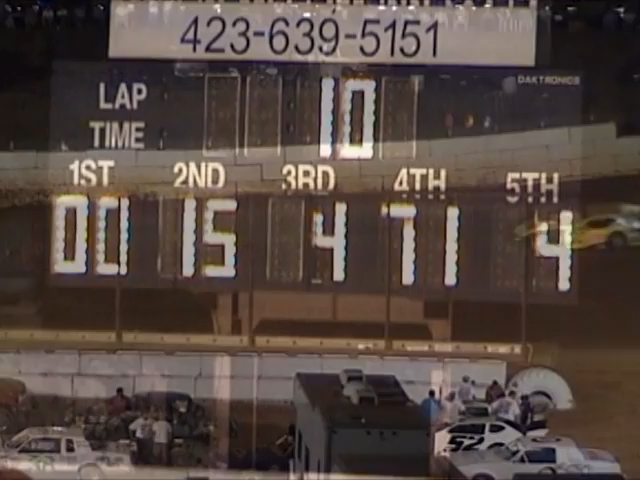 423-639-5151
DAKTRONICS
LAP
TIME 10
1ST 2ND 3RD 4TH 5TH
00 15 4 71 4
52